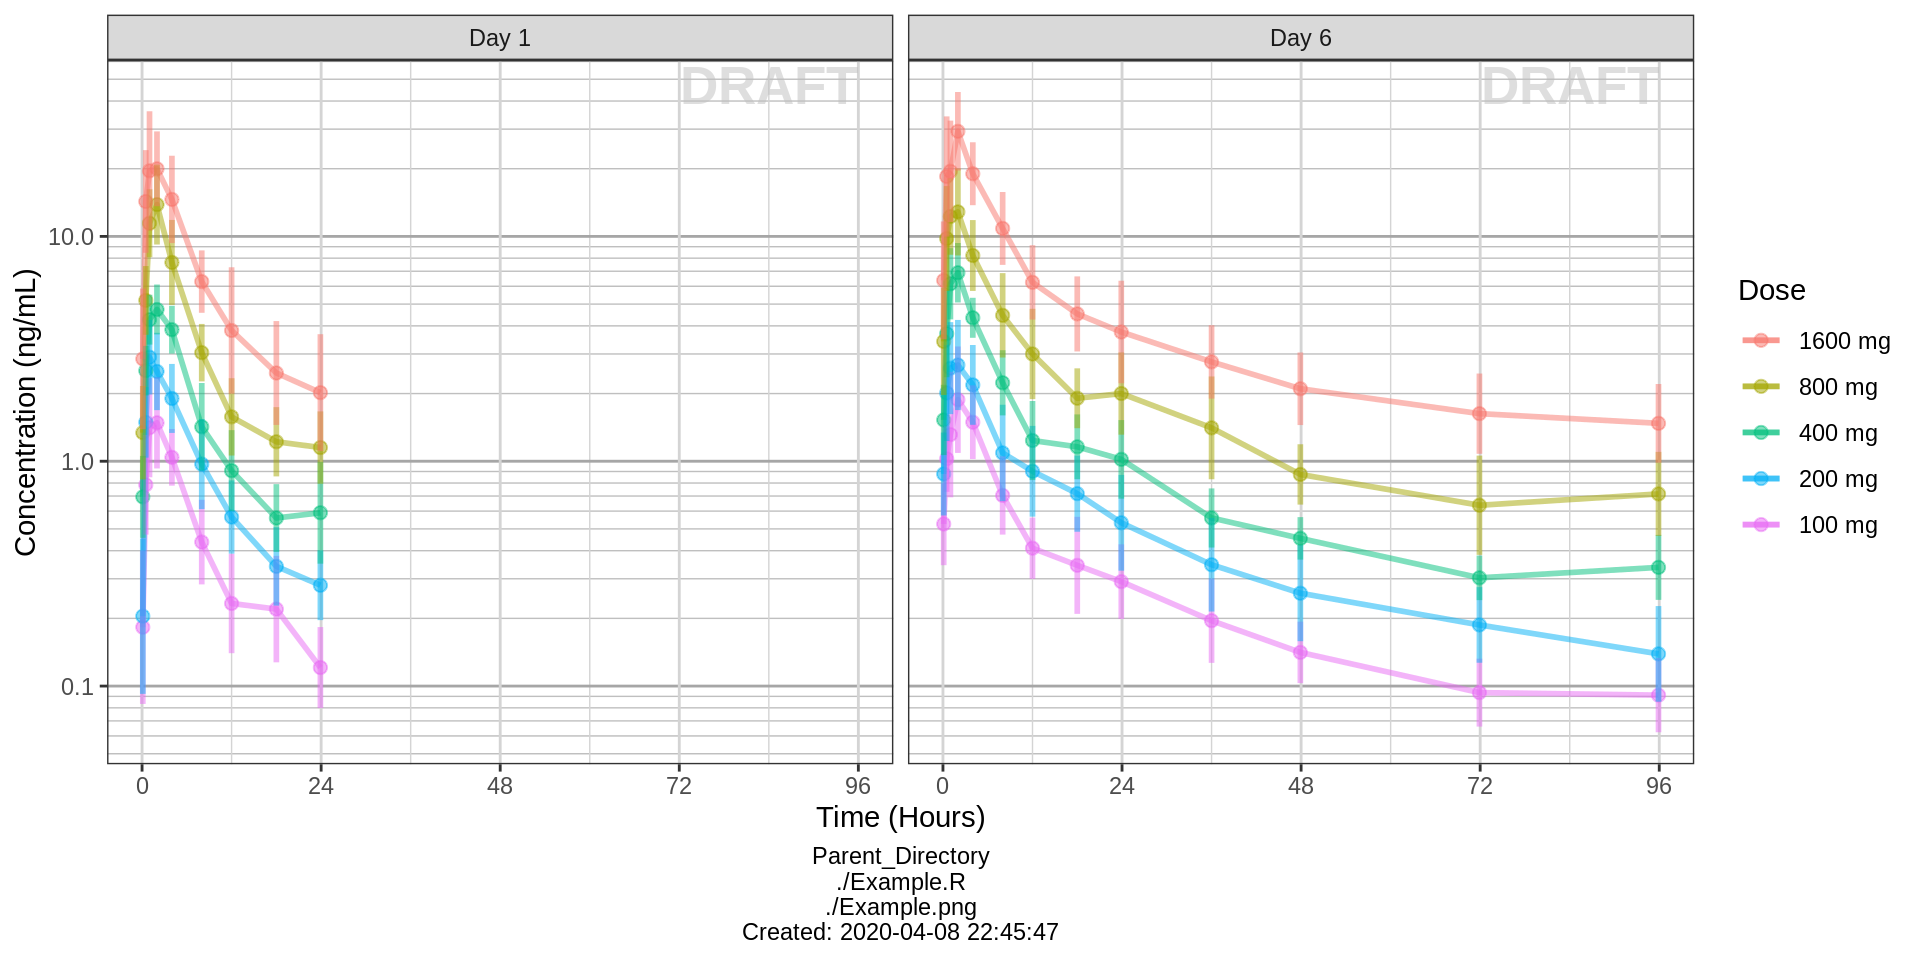 Day 1
Day 6
DRAFT
DRAFT
Concentration (ng/mL)
10.0
1.0
0.1
0
24
48
72
96
0
24
48
72
96
Time (Hours)
Dose
1600 mg
800 mg
400 mg
200 mg
100 mg
Parent_Directory
./Example.R
./Example.png
Created: 2020-04-08 22:45:47